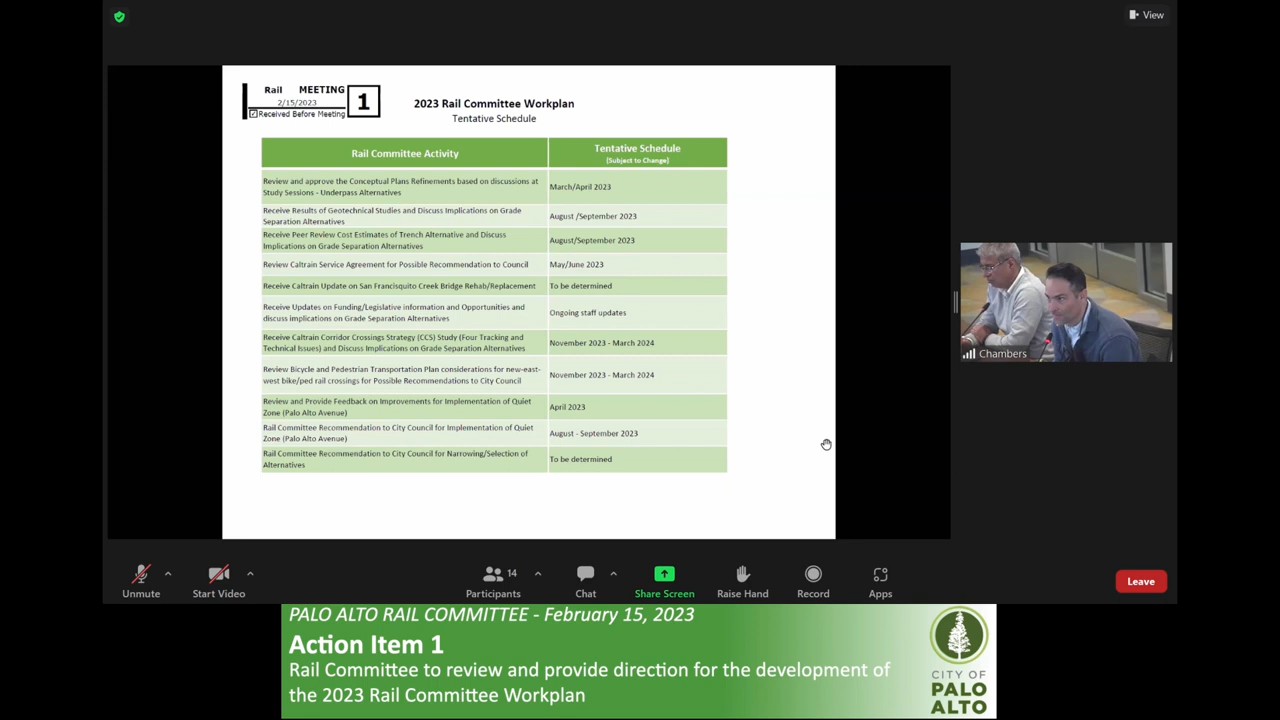 View
Rail MEETING
2/15/2023
Received Before Meeting
1
2023 Rail Committee Workplan
Tentative Schedule
Rail Committee Activity
Tentative Schedule
(Subject to Change)
Review and approve the Conceptual Plans Refinements based on discussions at
Study Sessions - Underpass Alternatives
March/April 2023
Receive Results of Geotechnical Studies and Discuss Implications on Grade
Separation Alternatives
August /September 2023
Receive Peer Review Cost Estimates of Trench Alternative and Discuss
Implications on Grade Separation Alternatives
August/September 2023
Review Caltrain Service Agreement for Possible Recommendation to Council
May/June 2023
Receive Caltrain Update on San Francisquito Creek Bridge Rehab/Replacement
To be determined
Receive Updates on Funding/Legislative information and Opportunities and
discuss implications on Grade Separation Alternatives
Ongoing staff updates
Receive Caltrain Corridor Crossings Strategy (CCS) Study (Four Tracking and
Technical Issues) and Discuss Implications on Grade Separation Alternatives
November 2023 - March 2024
Review Bicycle and Pedestrian Transportation Plan considerations for new-east-
west bike/ped rail crossings for Possible Recommendations to City Council
November 2023 - March 2024
Review and Provide Feedback on Improvements for Implementation of Quiet
Zone (Palo Alto Avenue)
April 2023
Rail Committee Recommendation to City Council for Implementation of Quiet
Zone (Palo Alto Avenue)
August - September 2023
Rail Committee Recommendation to City Council for Narrowing/Selection of
Alternatives
To be determined
Chambers
Unmute
Start Video
14
Participants
Chat
Share Screen
Raise Hand
Record
Apps
Leave
PALO ALTO RAIL COMMITTEE - February 15, 2023
Action Item 1
Rail Committee to review and provide direction for the development of
the 2023 Rail Committee Workplan
CITY OF
PALO
ALTO